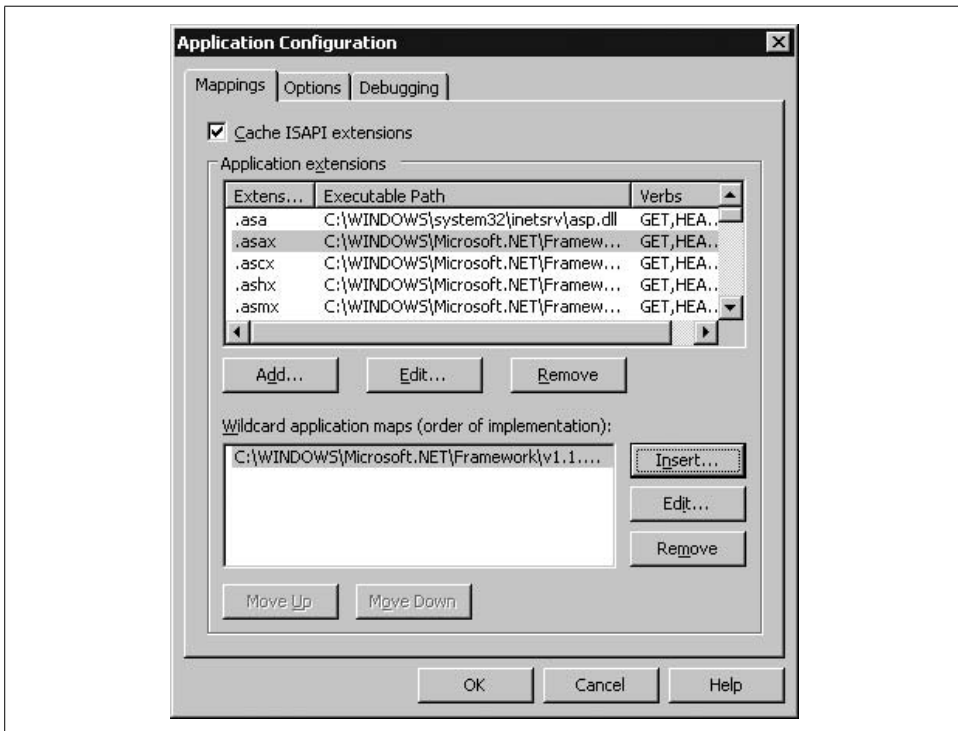 Application Configuration
Mappings Options Debugging
Cache ISAPI extensions
Application extensions
Extens... Executable Path Verbs
.asa C:\WINDOWS\system32\inetsrv\asp.dll GET,HEA..
.asax C:\WINDOWS\Microsoft.NET\Framew... GET,HEA..
.ascx C:\WINDOWS\Microsoft.NET\Framew... GET,HEA..
.ashx C:\WINDOWS\Microsoft.NET\Framew... GET,HEA..
.asmx C:\WINDOWS\Microsoft.NET\Framew... GET,HEA..
Add... Edit... Remove
Wildcard application maps (order of implementation):
C:\WINDOWS\Microsoft.NET\Framework\v1.1....
Insert...
Edit...
Remove
Move Up Move Down
OK Cancel Help